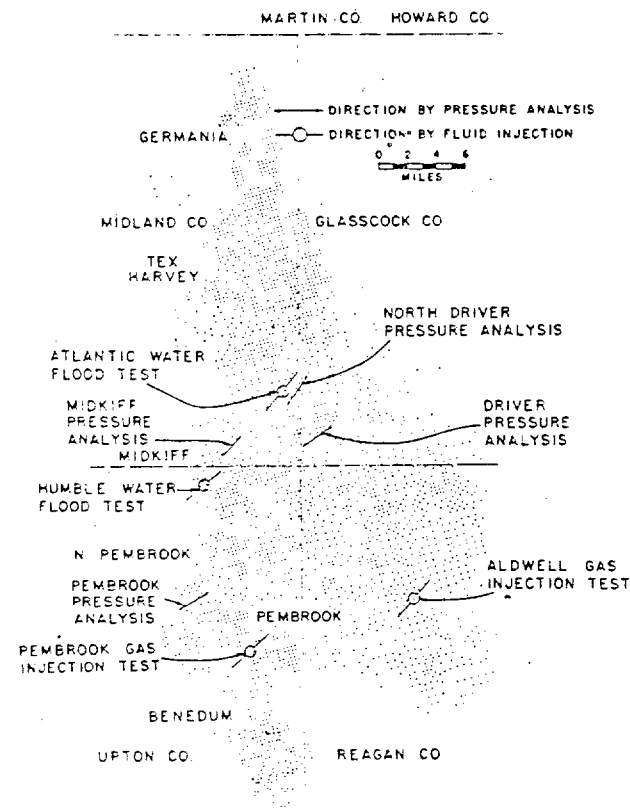 MARTIN CO. HOWARD CO
DIRECTION BY PRESSURE ANALYSIS
DIRECTION BY FLUID INJECTION
GERMANIA
0 2 4 6
MILES
MIDLAND CO
GLASSCOCK CO
TEX
HARVEY
NORTH DRIVER
PRESSURE ANALYSIS
ATLANTIC WATER
FLOOD TEST
MIDKIFF
PRESSURE
ANALYSIS
DRIVER
PRESSURE
ANALYSIS
MIDKIFF
HUMBLE WATER
FLOOD TEST
N PEMBROOK
ALDWELL GAS
INJECTION TEST
PEMBROOK
PRESSURE
ANALYSIS
PEMBROOK
PEMBROOK GAS
INJECTION TEST
BENEDUM
UPTON CO.
REAGAN CO